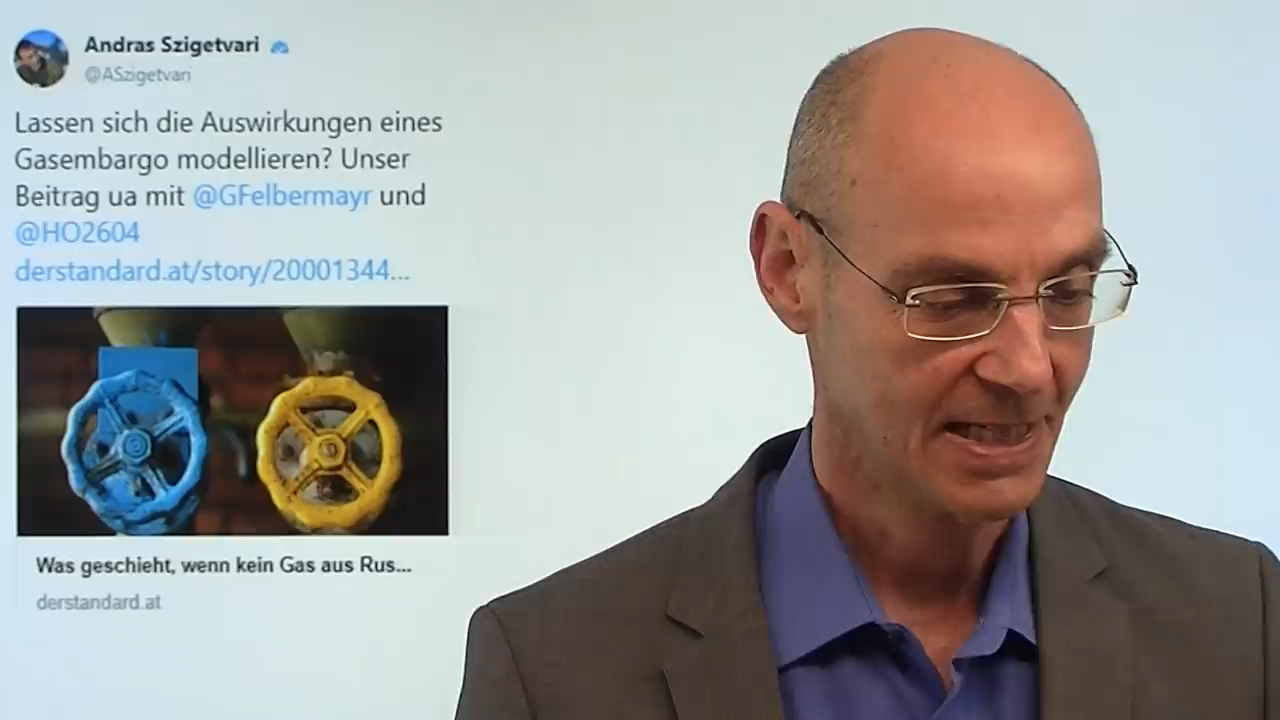 Andras Szigetvari
@ASzigetvari
Lassen sich die Auswirkungen eines
Gasembargo modellieren? Unser
Beitrag ua mit @GFelbermayr und
@HO2604
derstandard.at/story/20001344...
Was geschieht, wenn kein Gas aus Rus...
derstandard.at